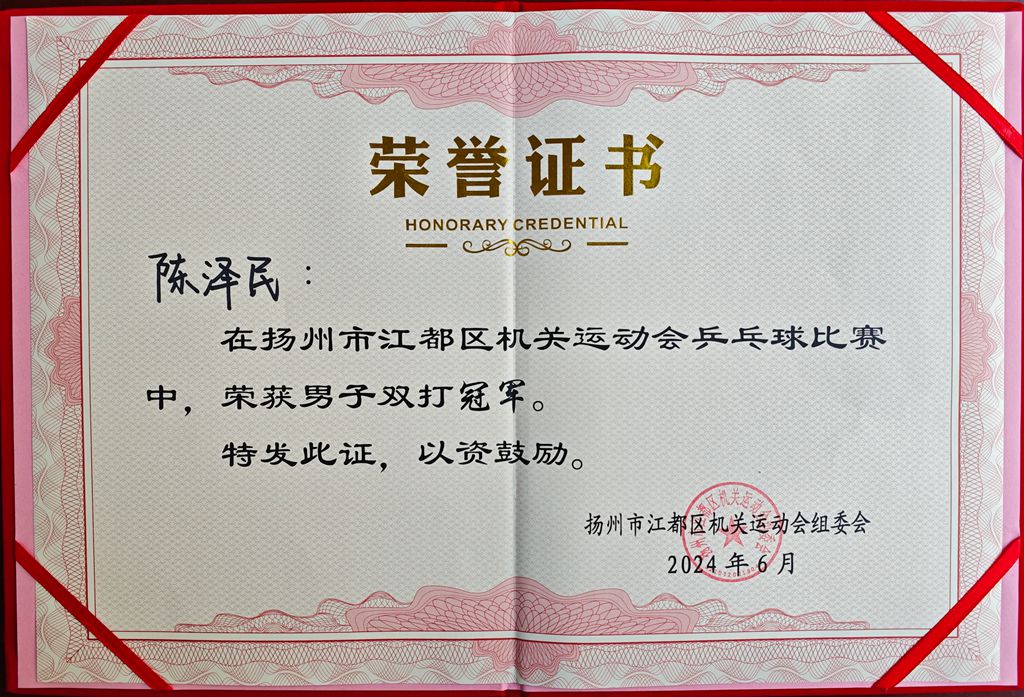 荣誉证书
HONORARY CREDENTIAL
陈泽民：
在扬州市江都区机关运动会乒乓球比赛
中，荣获男子双打冠军。
特发此证，以资鼓励。
扬州市江都区机关运动会组委会
2024年6月